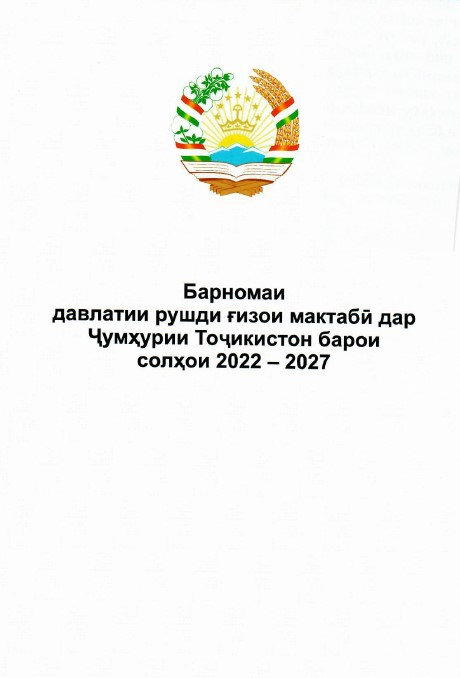 Барномаи
давлатии рушди ғизои мактабӣ дар
Ҷумҳурии Тоҷикистон барои
солҳои 2022 – 2027